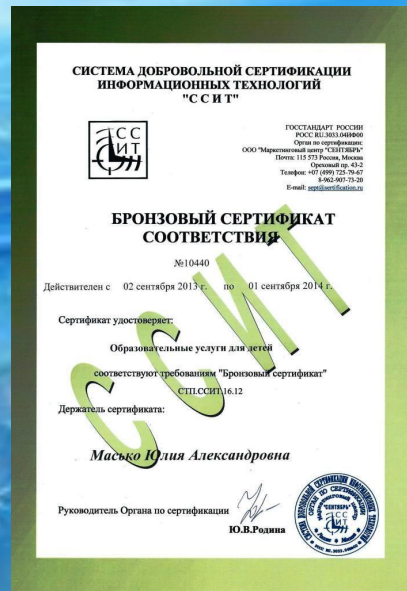 СИСТЕМА ДОБРОВОЛЬНОЙ СЕРТИФИКАЦИИ
ИНФОРМАЦИОННЫХ ТЕХНОЛОГИЙ
"С С И Т"
СС
ИТ
ГОССТАНДАРТ РОССИИ
РОСС RU.3033.04ИФ00
Орган по сертификации:
ООО "Маркетинговый центр "СЕНТЯБРЬ"
Почта: 115 573 Россия, Москва
Ореховый пр. 43-2
Телефон: +07 (499) 725-79-67
8-962-907-73-20
E-mail: sept@sertification.ru
БРОНЗОВЫЙ СЕРТИФИКАТ
СООТВЕТСТВИЯ
№10440
Действителен с 02 сентября 2013 г. по 01 сентября 2014 г.
Сертификат удостоверяет:
Образовательные услуги для детей
соответствуют требованиям "Бронзовый сертификат"
СТП.ССИТ.16.12
Держатель сертификата:
Масько Юлия Александровна
Руководитель Органа по сертификации
Ю.В.Родина
ССИТ
"СЕНТЯБРЬ"